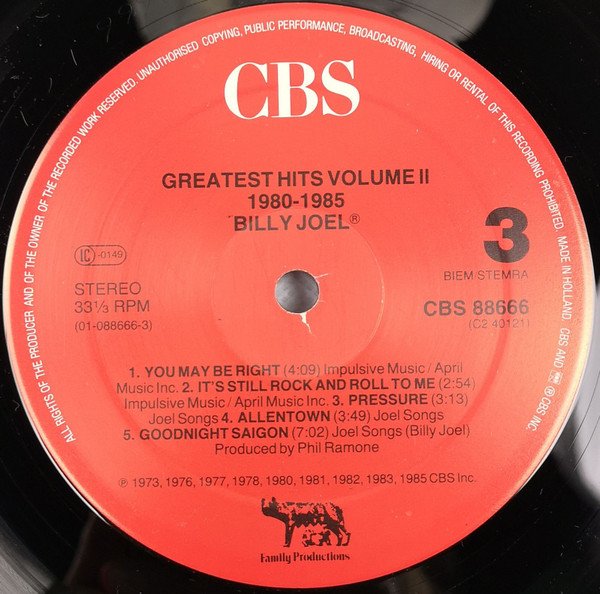 ALL RIGHTS OF THE PRODUCER AND OF THE OWNER OF THE RECORDED WORK RESERVED. UNAUTHORISED COPYING, PUBLIC PERFORMANCE, BROADCASTING, HIRING OR RENTAL OF THIS RECORDING PROHIBITED. MADE IN HOLLAND. CBS AND ℗ CBS INC.
CBS
GREATEST HITS VOLUME II
1980-1985
"BILLY JOEL®
3
LC -0149
BIEM/STEMRA
STEREO
33⅓ RPM
CBS 88666
(01-088666-3)
(C2 40121)
1. YOU MAY BE RIGHT (4:09) Impulsive Music/April
Music Inc. 2. IT'S STILL ROCK AND ROLL TO ME (2:54)
Impulsive Music/April Music Inc. 3. PRESSURE (3:13)
Joel Songs 4. ALLENTOWN (3:49) Joel Songs
5. GOODNIGHT SAIGON (7:02) Joel Songs (Billy Joel)
Produced by Phil Ramone
℗ 1973, 1976, 1977, 1978, 1980, 1981, 1982, 1983, 1985 CBS Inc.
Family Productions